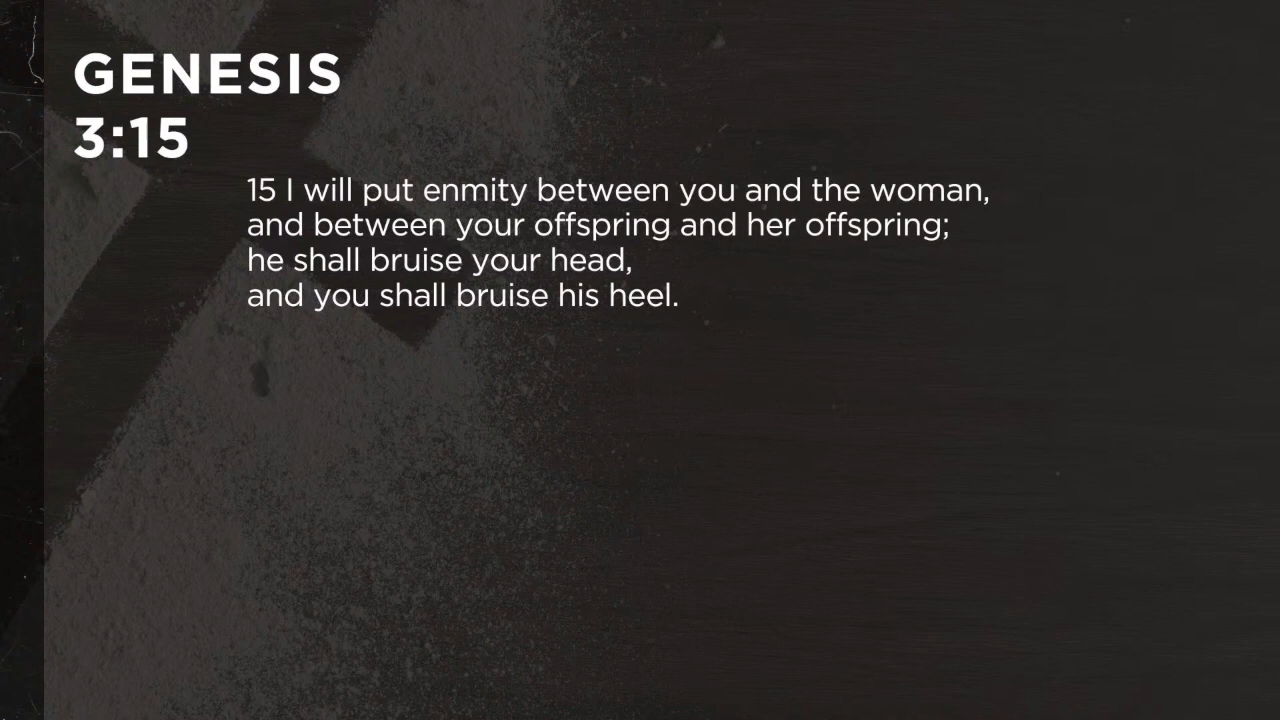 GENESIS
3:15
15 I will put enmity between you and the woman,
and between your offspring and her offspring;
he shall bruise your head,
and you shall bruise his heel.